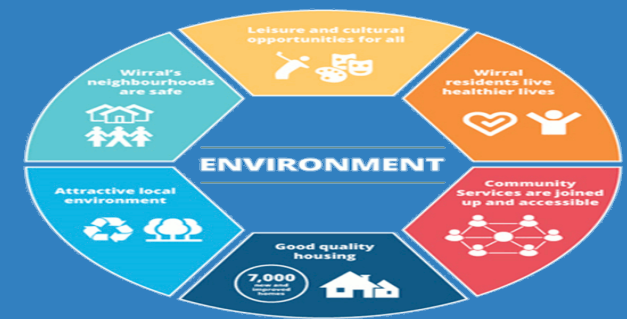 Leisure and cultural
opportunities for all
Wirral's
neighbourhoods
are safe
Wirral
residents live
healthier lives
ENVIRONMENT
Attractive local
environment
Community
Services are joined
up and accessible
Good quality
housing
7,000
new and
improved
homes